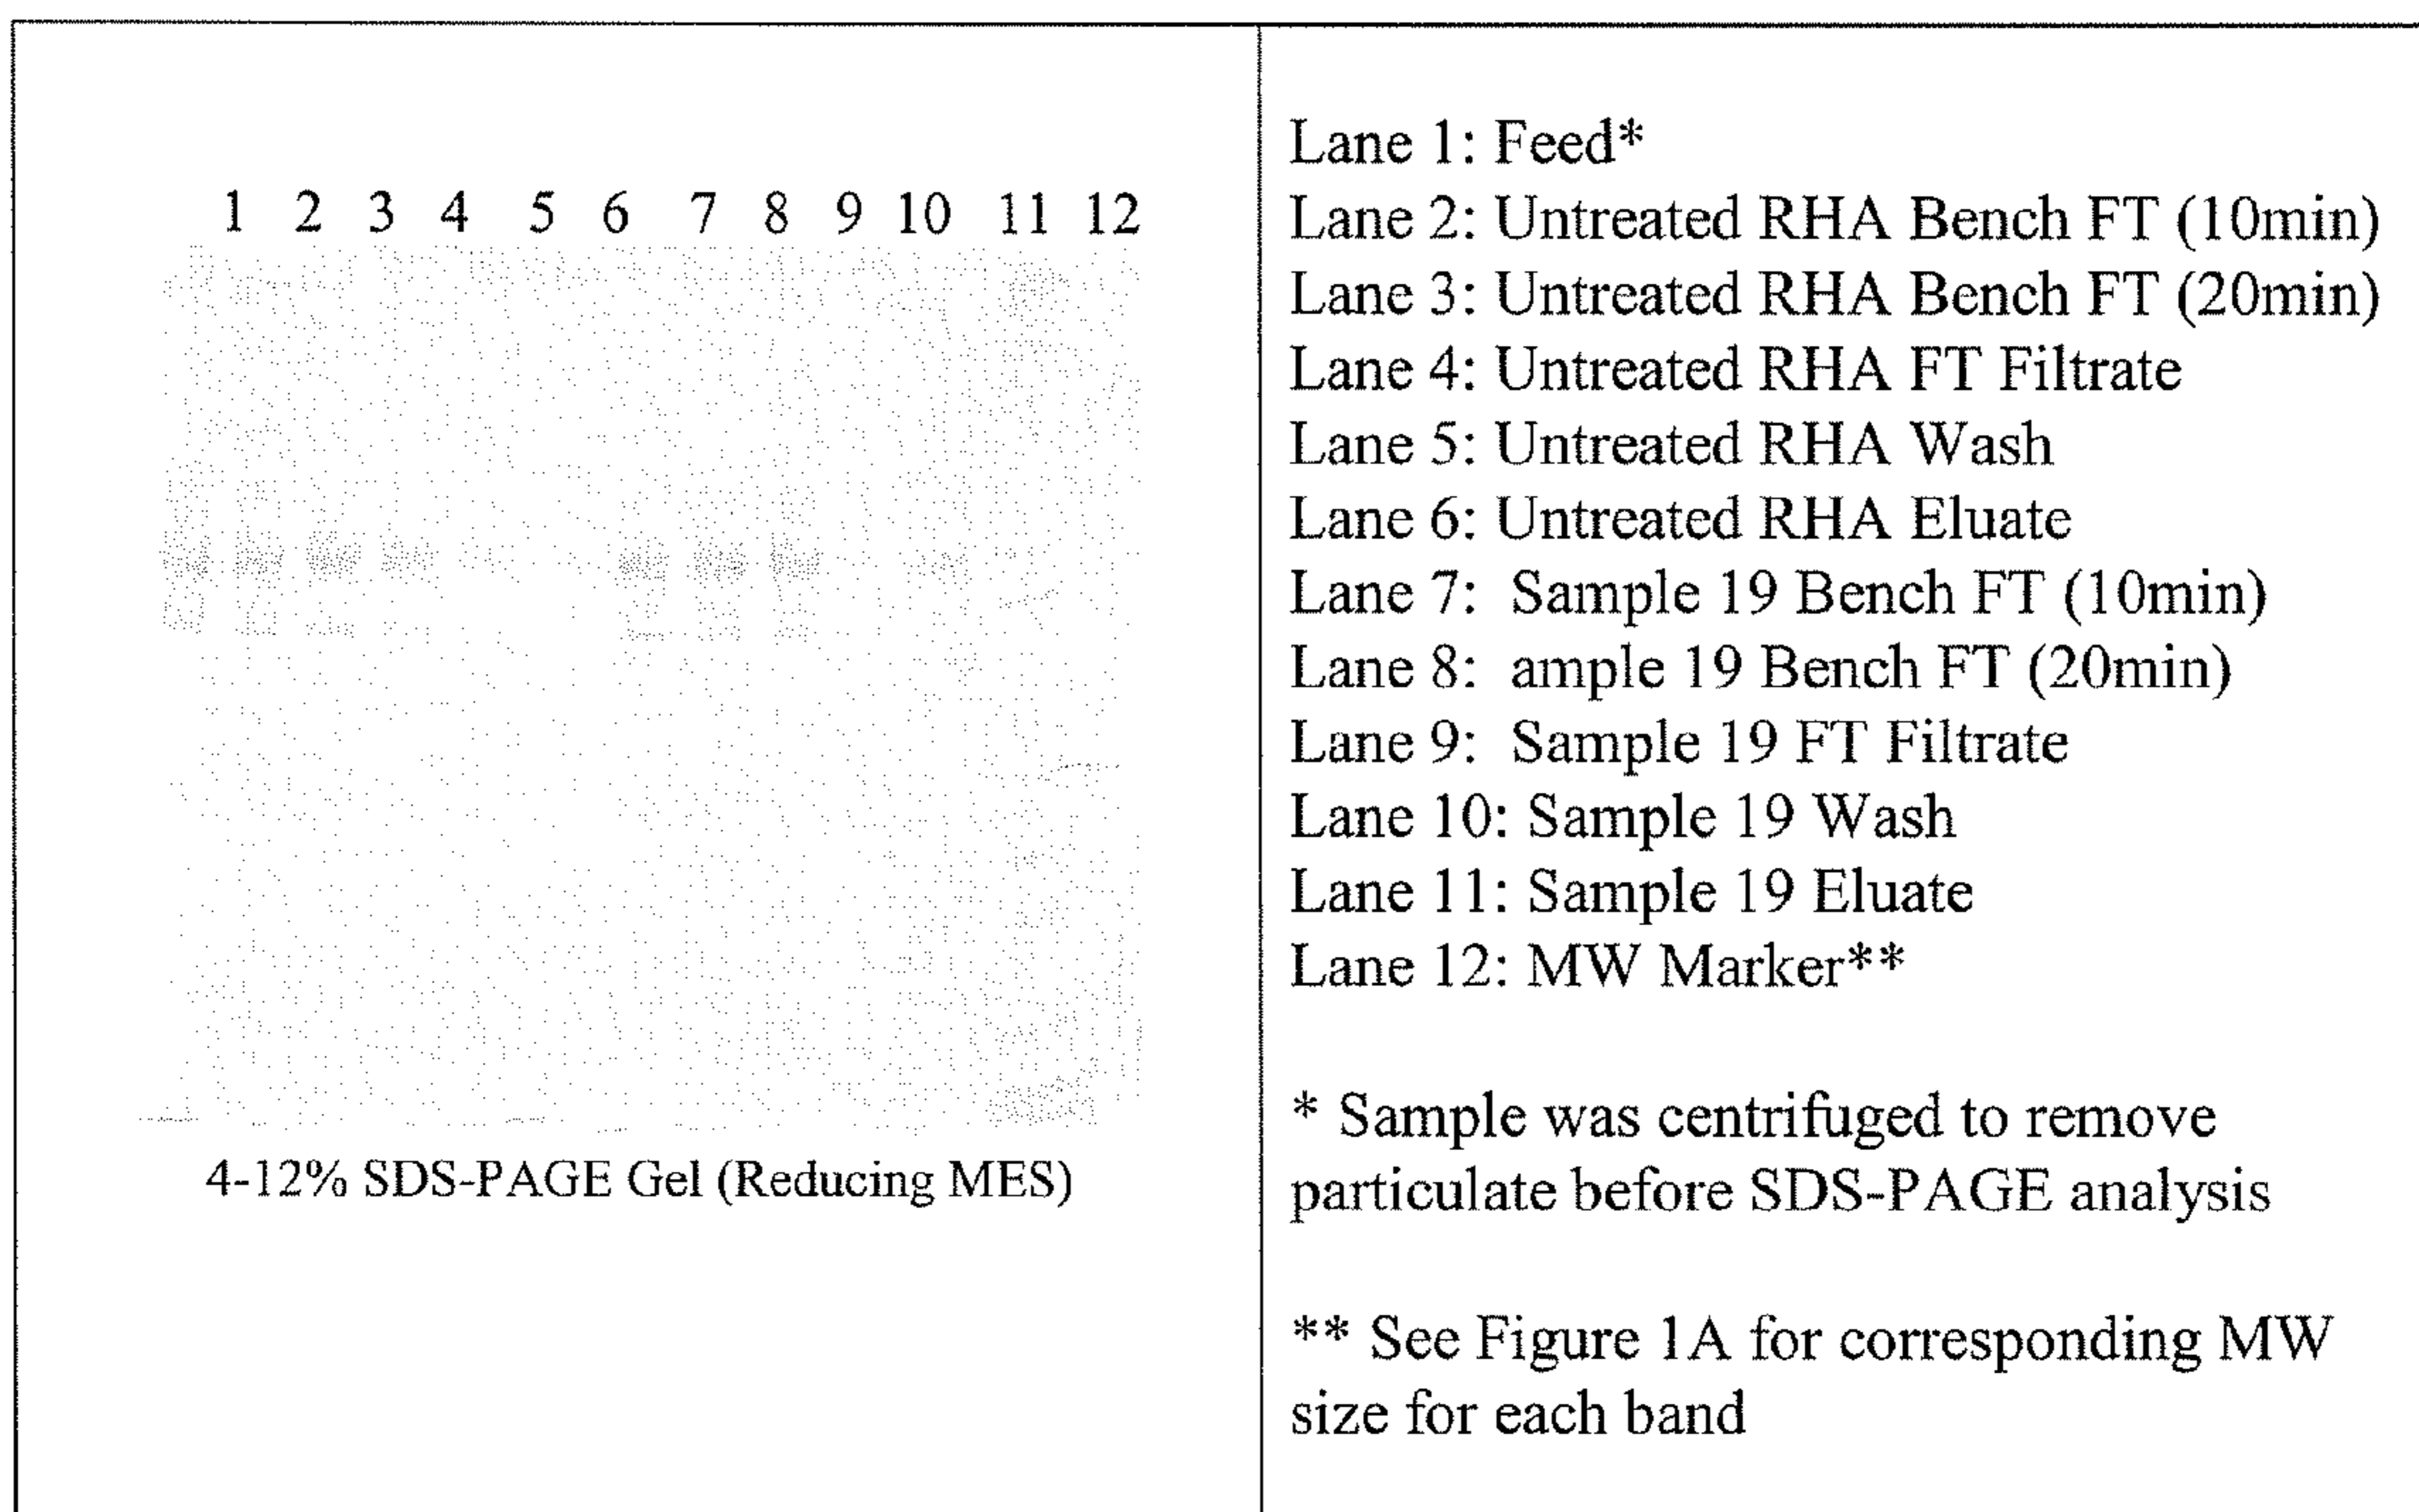 1 2 3 4 5 6 7 8 9 10 11 12
4-12% SDS-PAGE Gel (Reducing MES)
Lane 1: Feed*
Lane 2: Untreated RHA Bench FT (10min)
Lane 3: Untreated RHA Bench FT (20min)
Lane 4: Untreated RHA FT Filtrate
Lane 5: Untreated RHA Wash
Lane 6: Untreated RHA Eluate
Lane 7: Sample 19 Bench FT (10min)
Lane 8: ample 19 Bench FT (20min)
Lane 9: Sample 19 FT Filtrate
Lane 10: Sample 19 Wash
Lane 11: Sample 19 Eluate
Lane 12: MW Marker**
* Sample was centrifuged to remove
particulate before SDS-PAGE analysis
** See Figure 1A for corresponding MW
size for each band